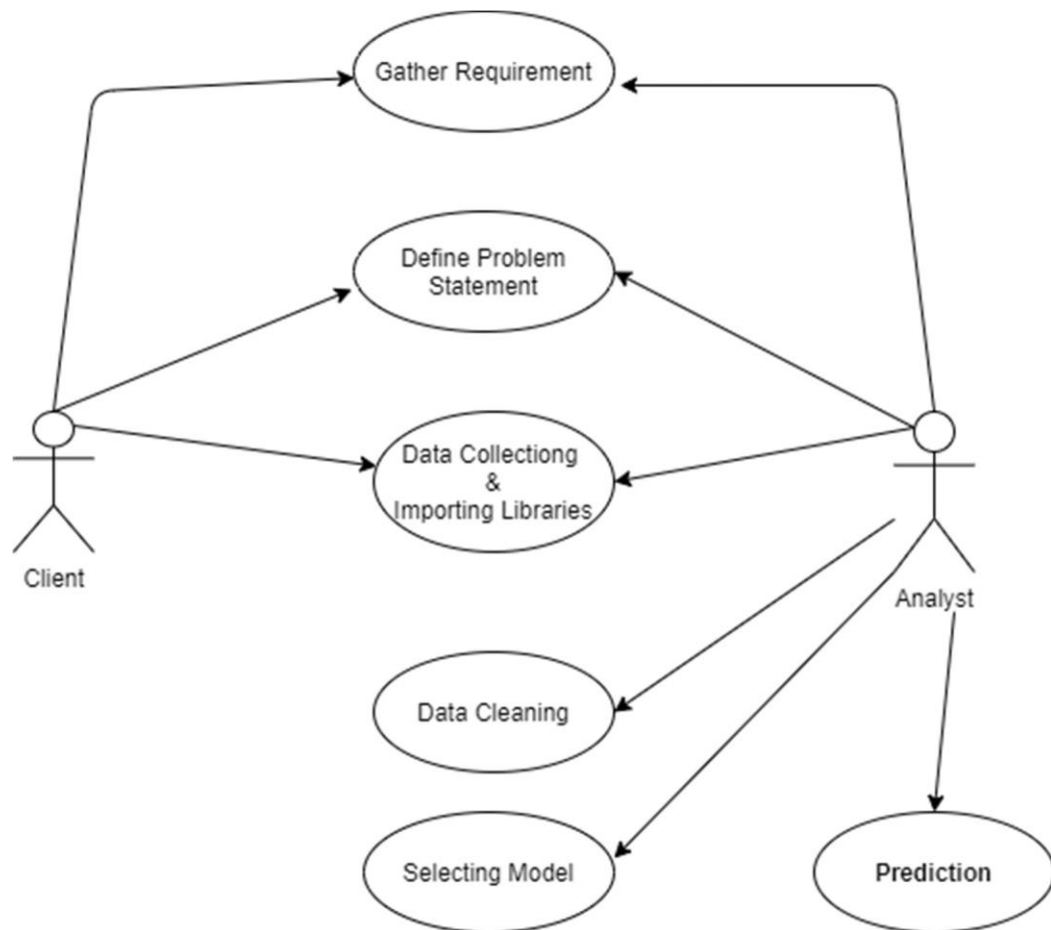 Gather Requirement
Define Problem
Statement
Data Collectiong
&
Importing Libraries
Client
Analyst
Data Cleaning
Selecting Model
Prediction